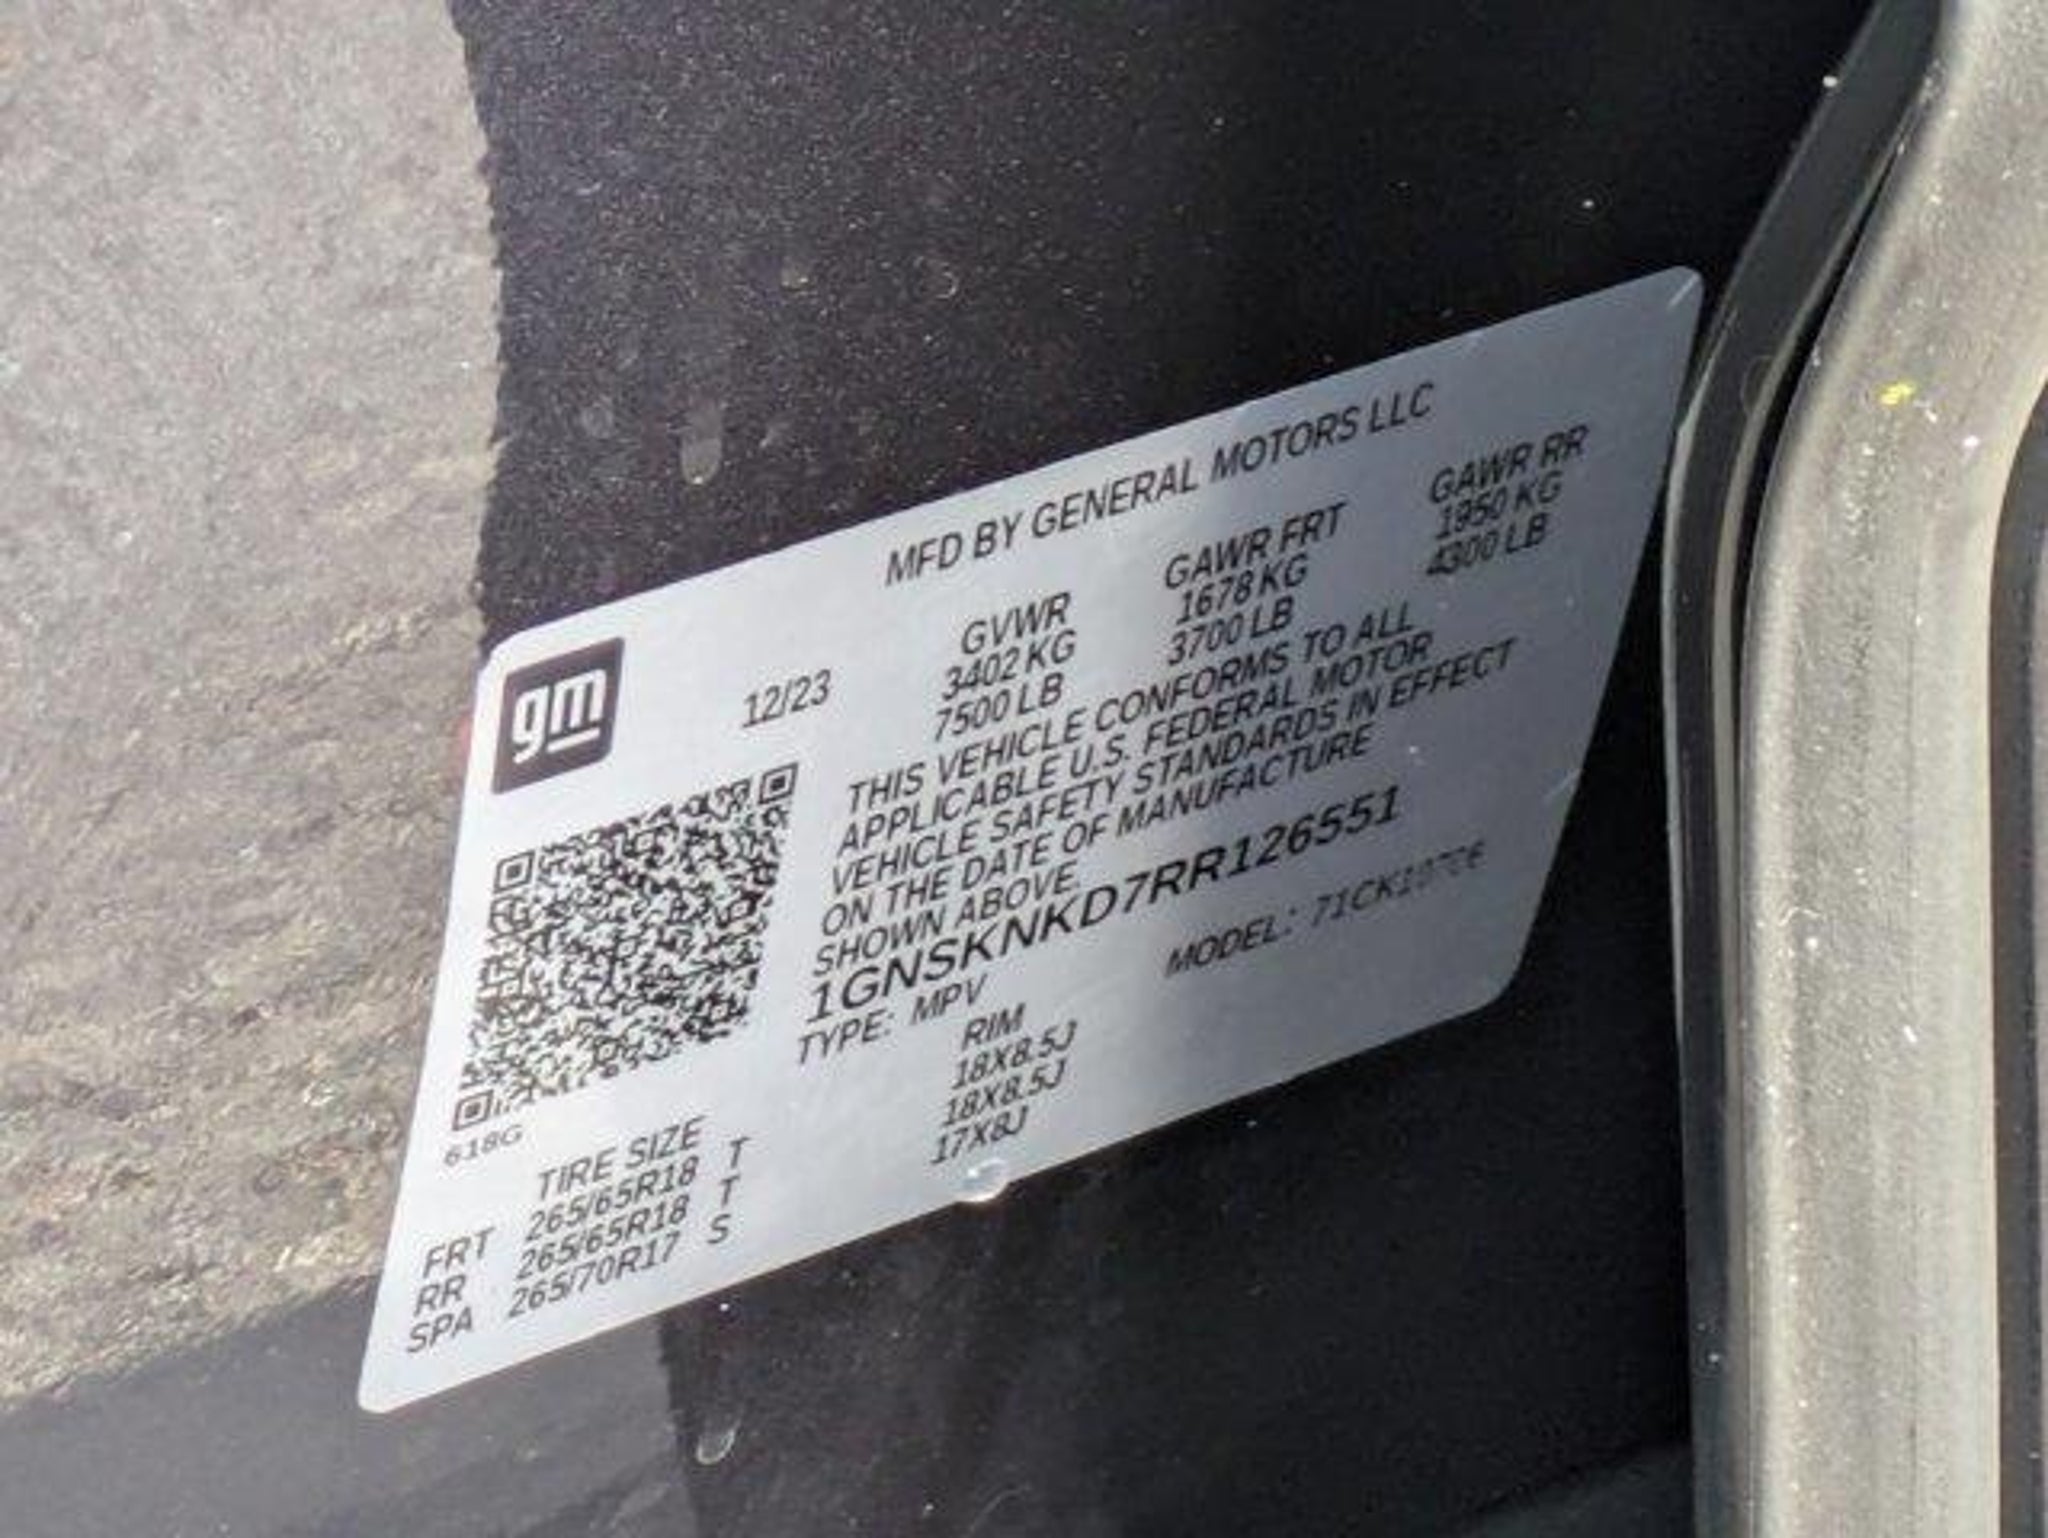 MFD BY GENERAL MOTORS LLC
gm
12/23
GVWR GAWR FRT GAWR RR
3402 KG 1678 KG 1950 KG
7500 LB 3700 LB 4300 LB
THIS VEHICLE CONFORMS TO ALL
APPLICABLE U.S. FEDERAL MOTOR
VEHICLE SAFETY STANDARDS IN EFFECT
ON THE DATE OF MANUFACTURE
SHOWN ABOVE.
1GNSKNKD7RR126551
TYPE: MPV MODEL:
618G
TIRE SIZE RIM
FRT 265/65R18 T 18X8.5J
RR 265/65R18 T 18X8.5J
SPA 265/70R17 S 17X8J